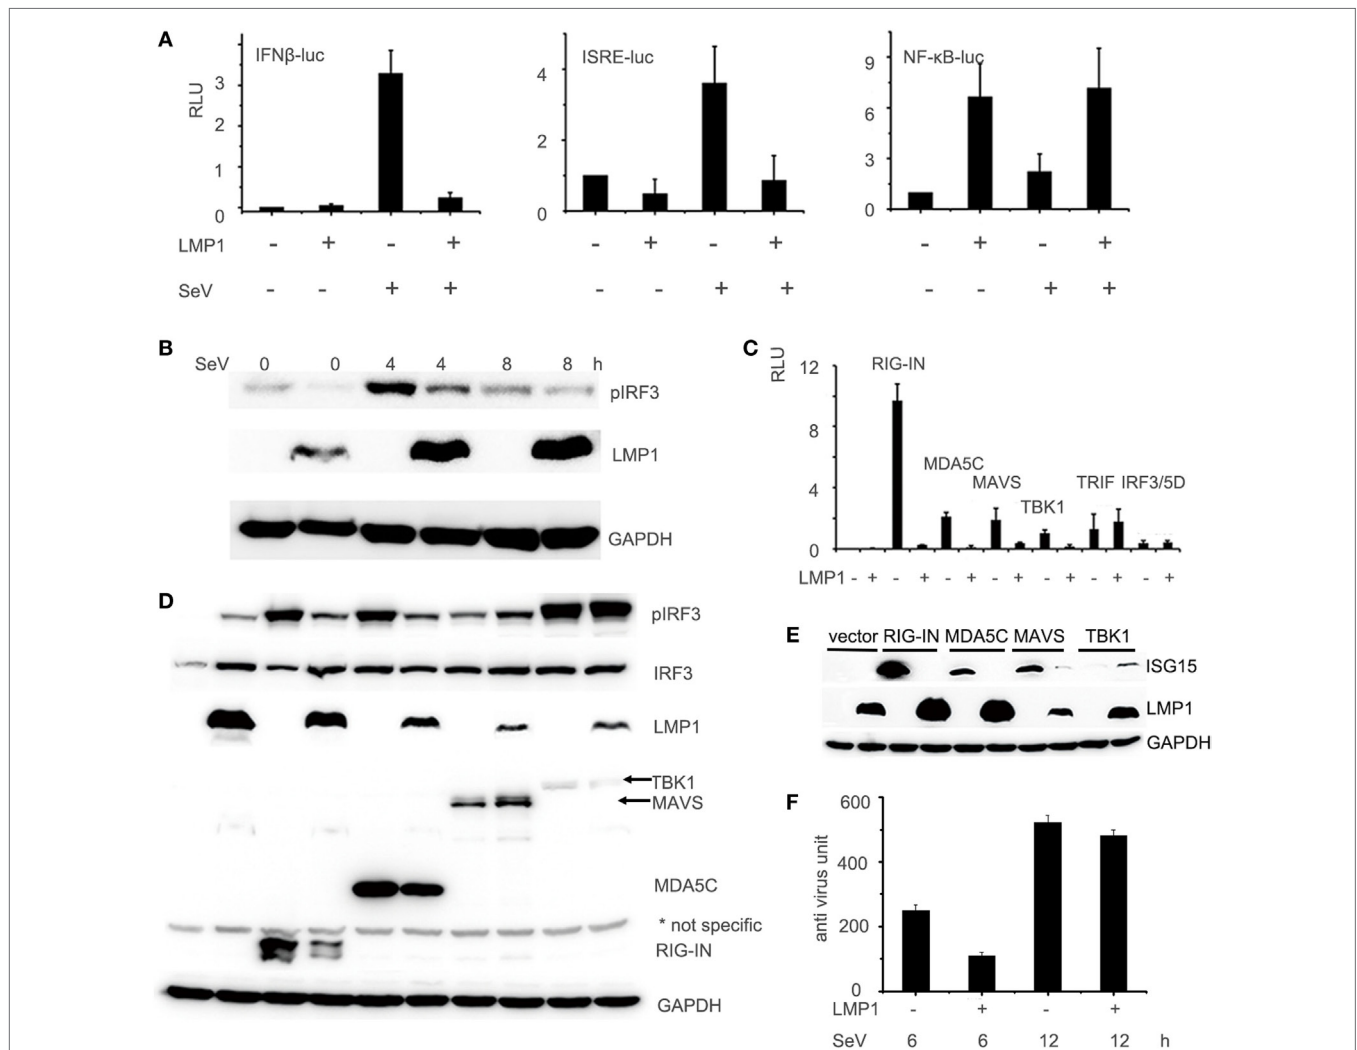 A
IFNβ-luc
ISRE-luc
NF-κB-luc
RLU
3
2
1
0
4
2
0
9
6
3
0
LMP1 - + - + - + - + - + - +
SeV - - + + - - + + - - + +
B
SeV 0 0 4 4 8 8 h
pIRF3
LMP1
GAPDH
C
RLU
12
8
4
0
RIG-IN
MDA5C
MAVS
TBK1
TRIF IRF3/5D
LMP1 - + - + - + - + - + - + - +
D
pIRF3
IRF3
LMP1
TBK1
MAVS
MDA5C
* not specific
RIG-IN
GAPDH
E
vector RIG-IN MDA5C MAVS TBK1
ISG15
LMP1
GAPDH
F
anti virus unit
600
400
200
0
LMP1 - + - +
SeV 6 6 12 12 h